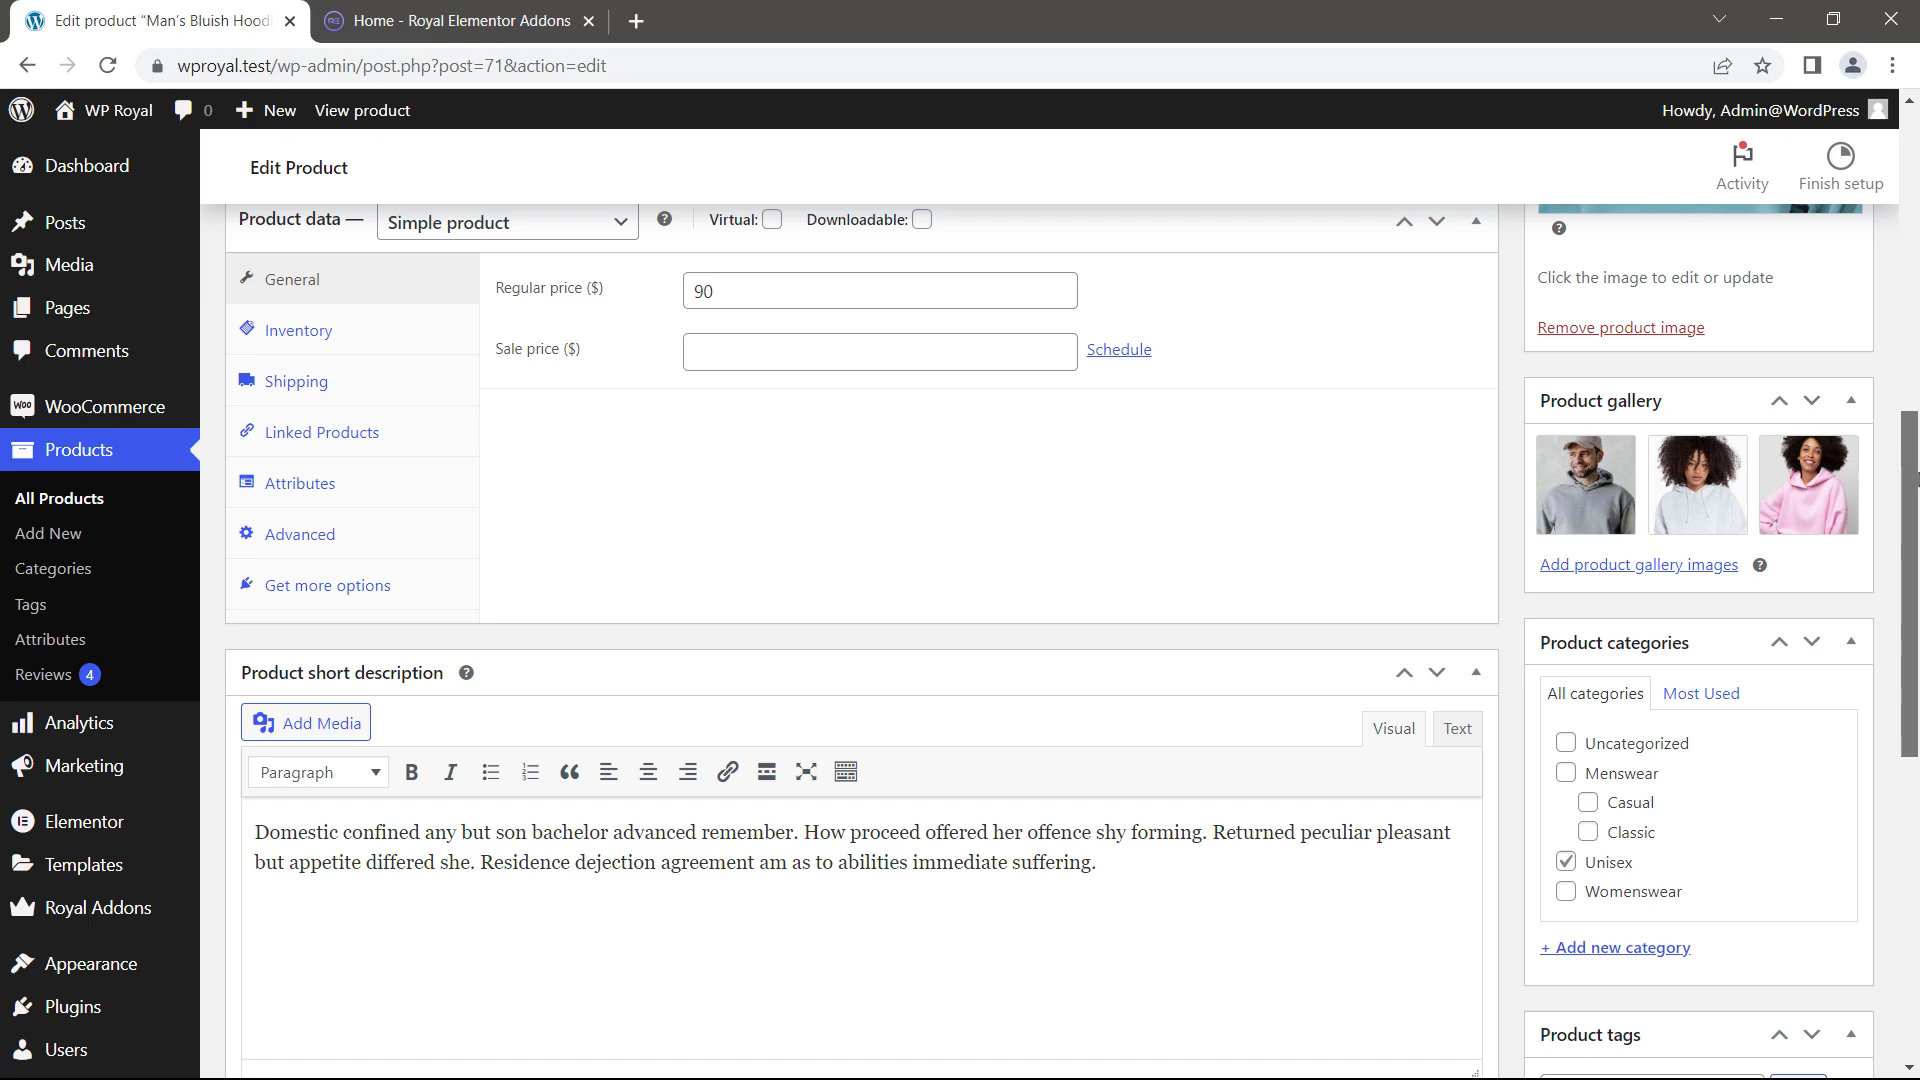 Edit product “Man’s Bluish Hoodi
Home - Royal Elementor Addons
wproyal.test/wp-admin/post.php?post=71&action=edit
WP Royal
0
New
View product
Howdy, Admin@WordPress
Dashboard
Posts
Media
Pages
Comments
WooCommerce
Products
All Products
Add New
Categories
Tags
Attributes
Reviews 4
Analytics
Marketing
Elementor
Templates
Royal Addons
Appearance
Plugins
Users
Edit Product
Activity
Finish setup
Product data —
Simple product
Virtual:
Downloadable:
General
Inventory
Shipping
Linked Products
Attributes
Advanced
Get more options
Regular price ($)
90
Sale price ($)
Schedule
Product short description
Add Media
Visual
Text
Paragraph
Domestic confined any but son bachelor advanced remember. How proceed offered her offence shy forming. Returned peculiar pleasant
but appetite differed she. Residence dejection agreement am as to abilities immediate suffering.
Click the image to edit or update
Remove product image
Product gallery
Add product gallery images
Product categories
All categories
Most Used
Uncategorized
Menswear
Casual
Classic
Unisex
Womenswear
+ Add new category
Product tags